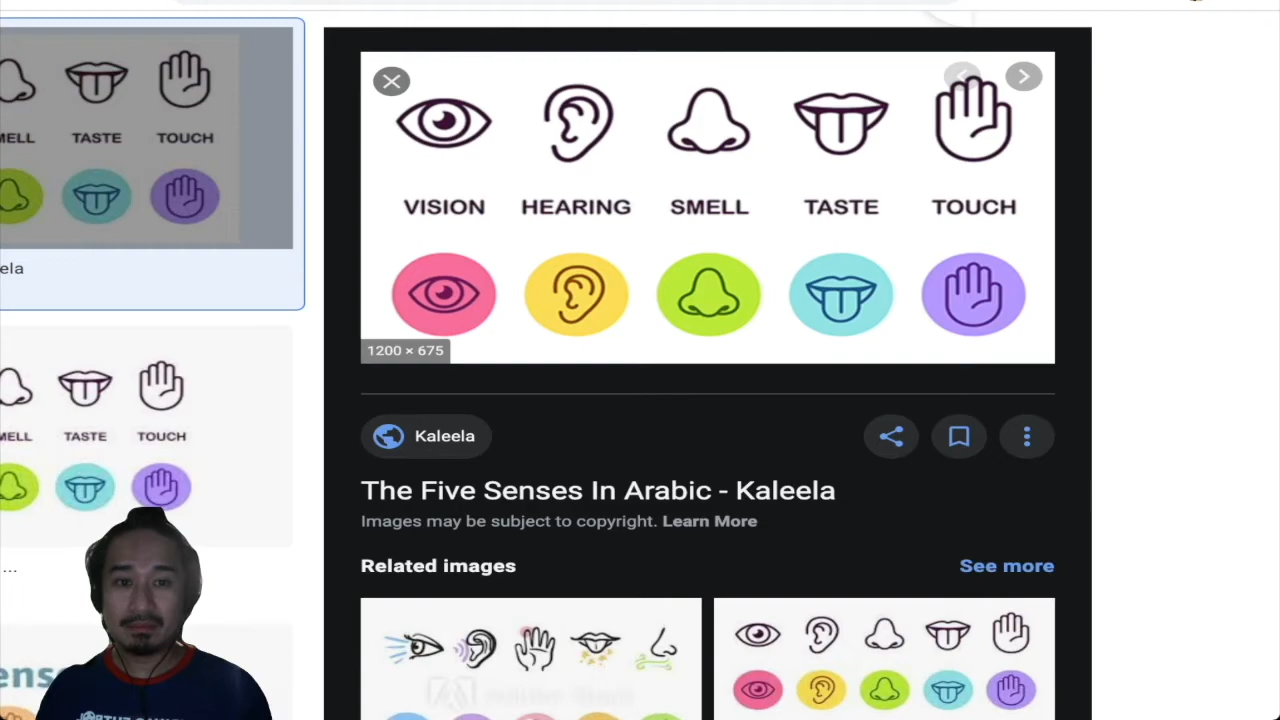 MELL TASTE TOUCH
ela
MELL TASTE TOUCH
...
ens
VISION HEARING SMELL TASTE TOUCH
1200 × 675
Kaleela
The Five Senses In Arabic - Kaleela
Images may be subject to copyright. Learn More
Related images
See more